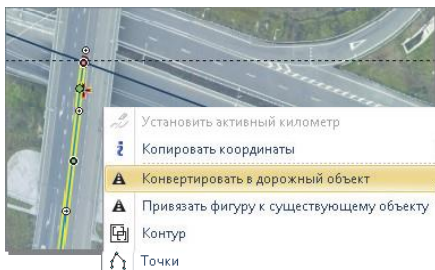 Установить активный километр
Копировать координаты
Конвертировать в дорожный объект
Привязать фигуру к существующему объекту
Контур
Точки